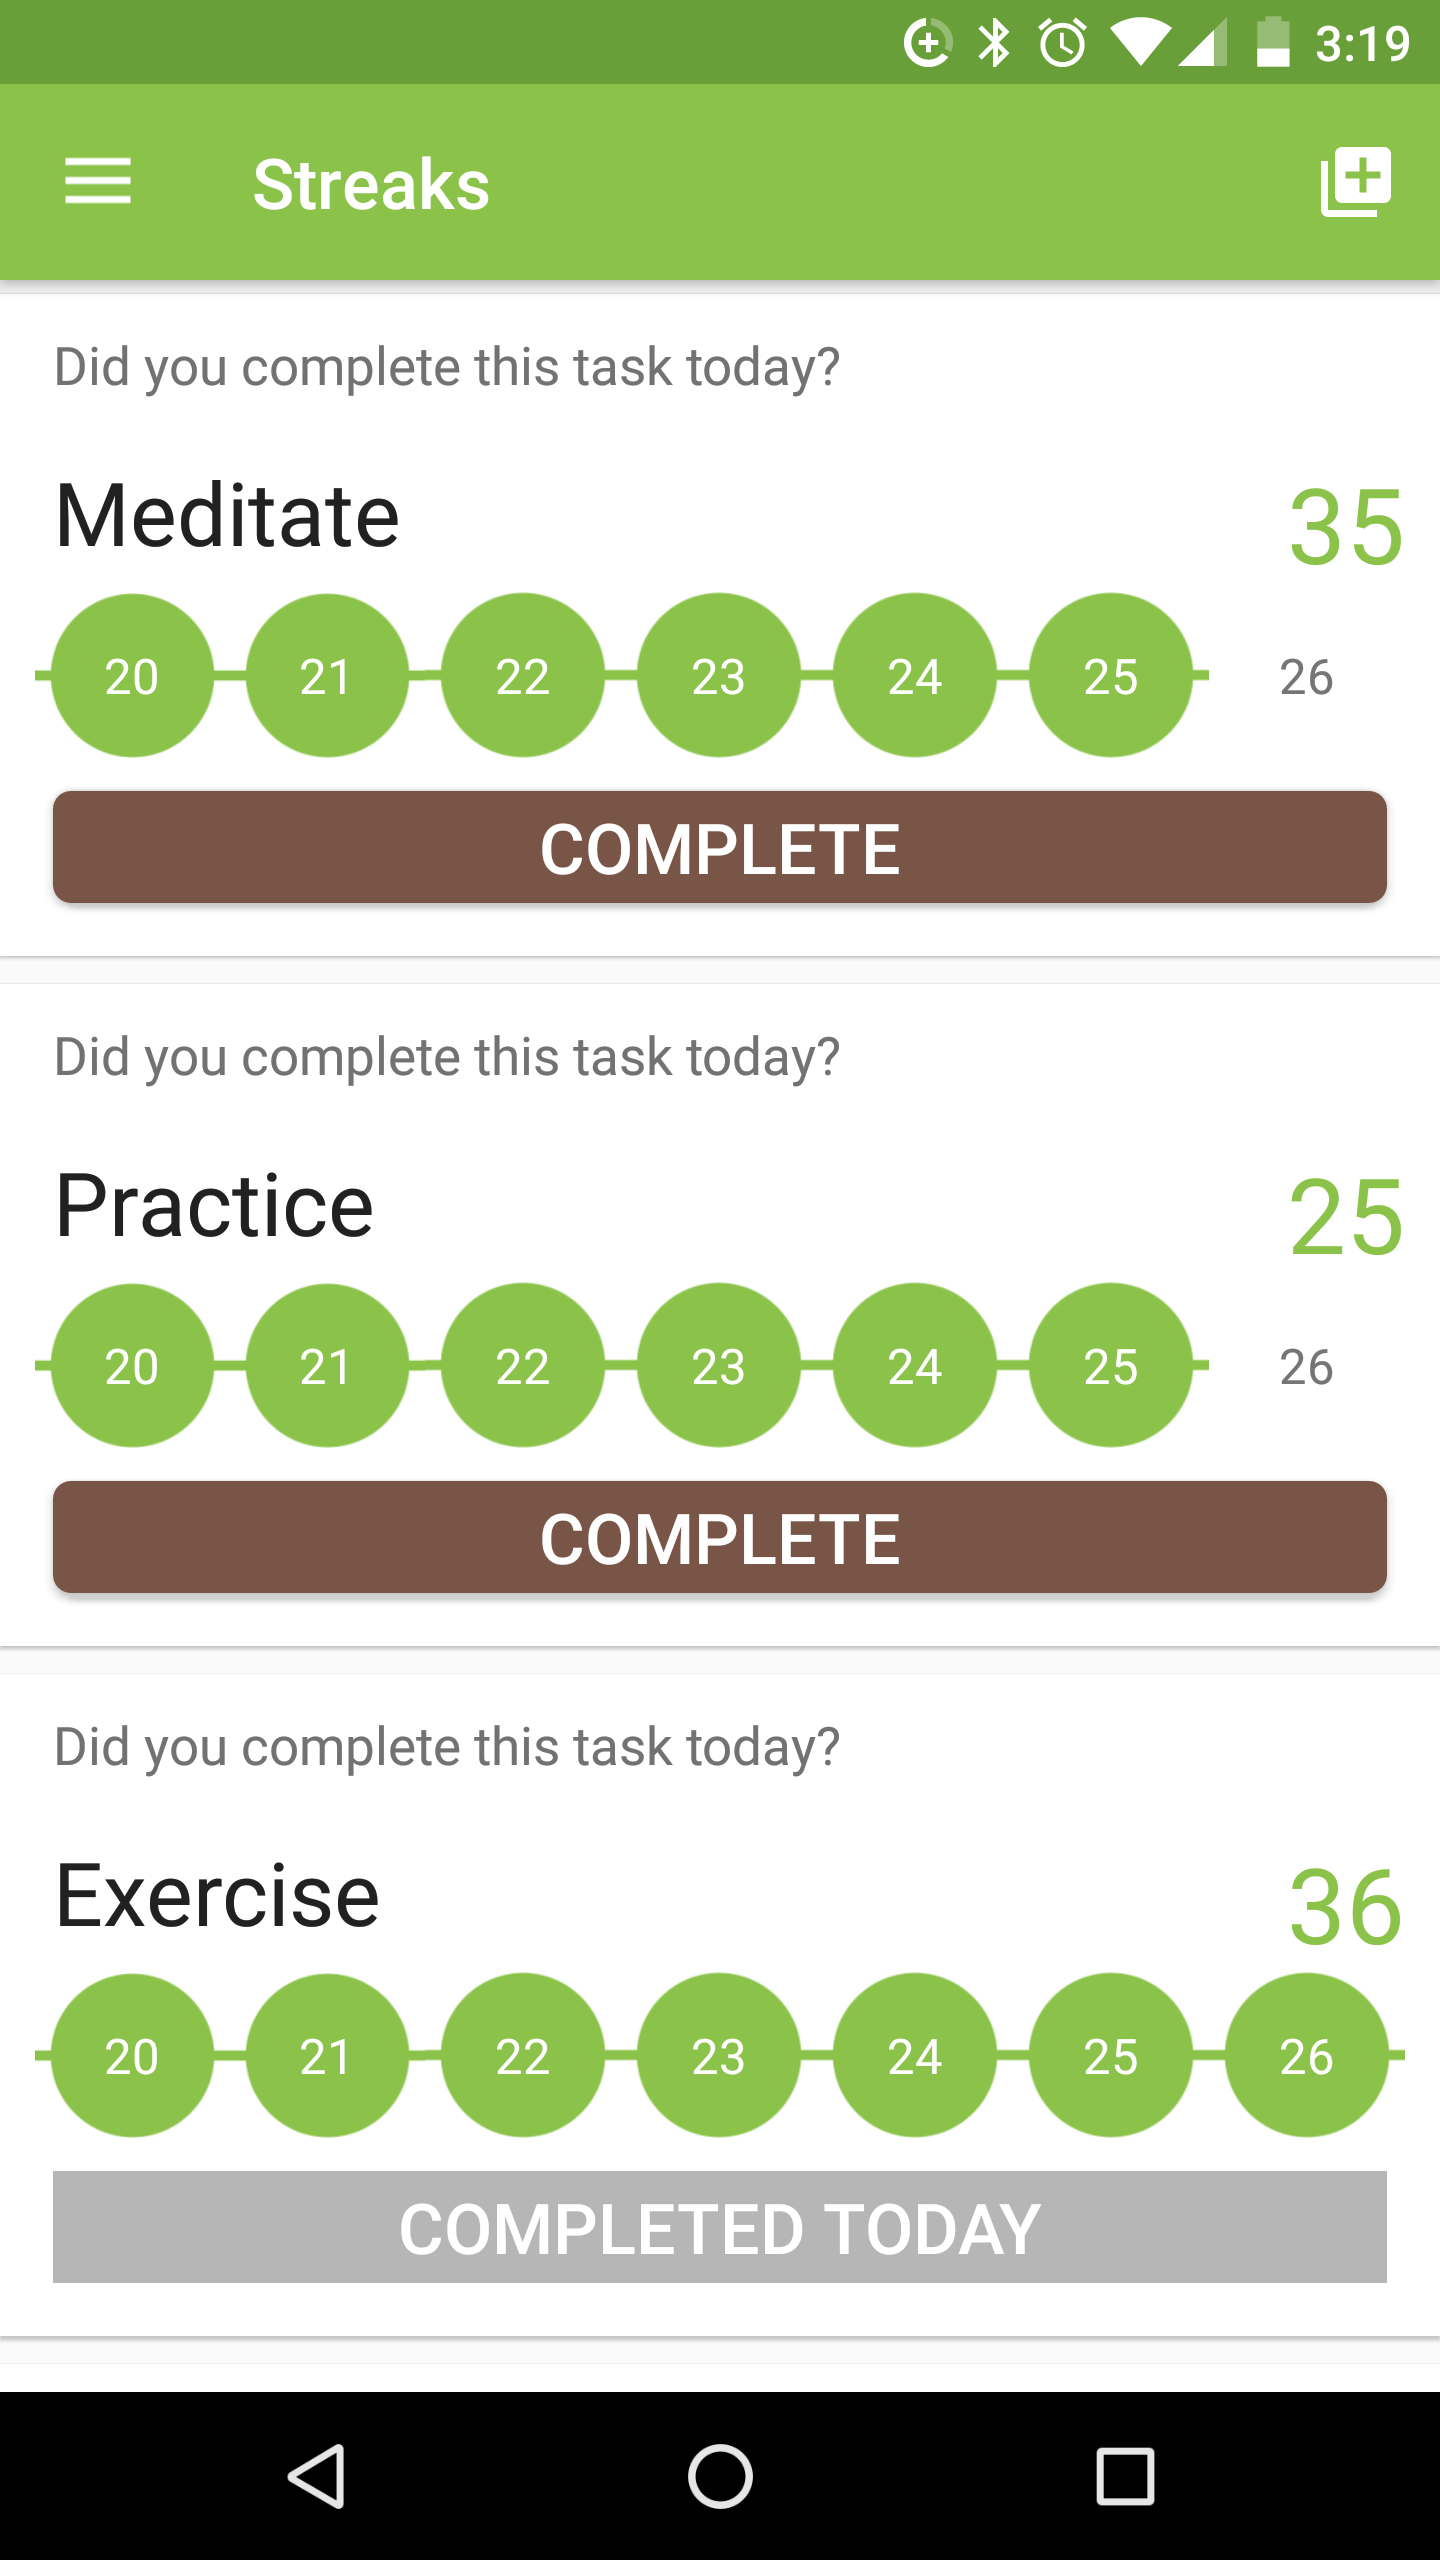 3:19
Streaks
Did you complete this task today?
Meditate 35
20 21 22 23 24 25 26
COMPLETE
Did you complete this task today?
Practice 25
20 21 22 23 24 25 26
COMPLETE
Did you complete this task today?
Exercise 36
20 21 22 23 24 25 26
COMPLETED TODAY